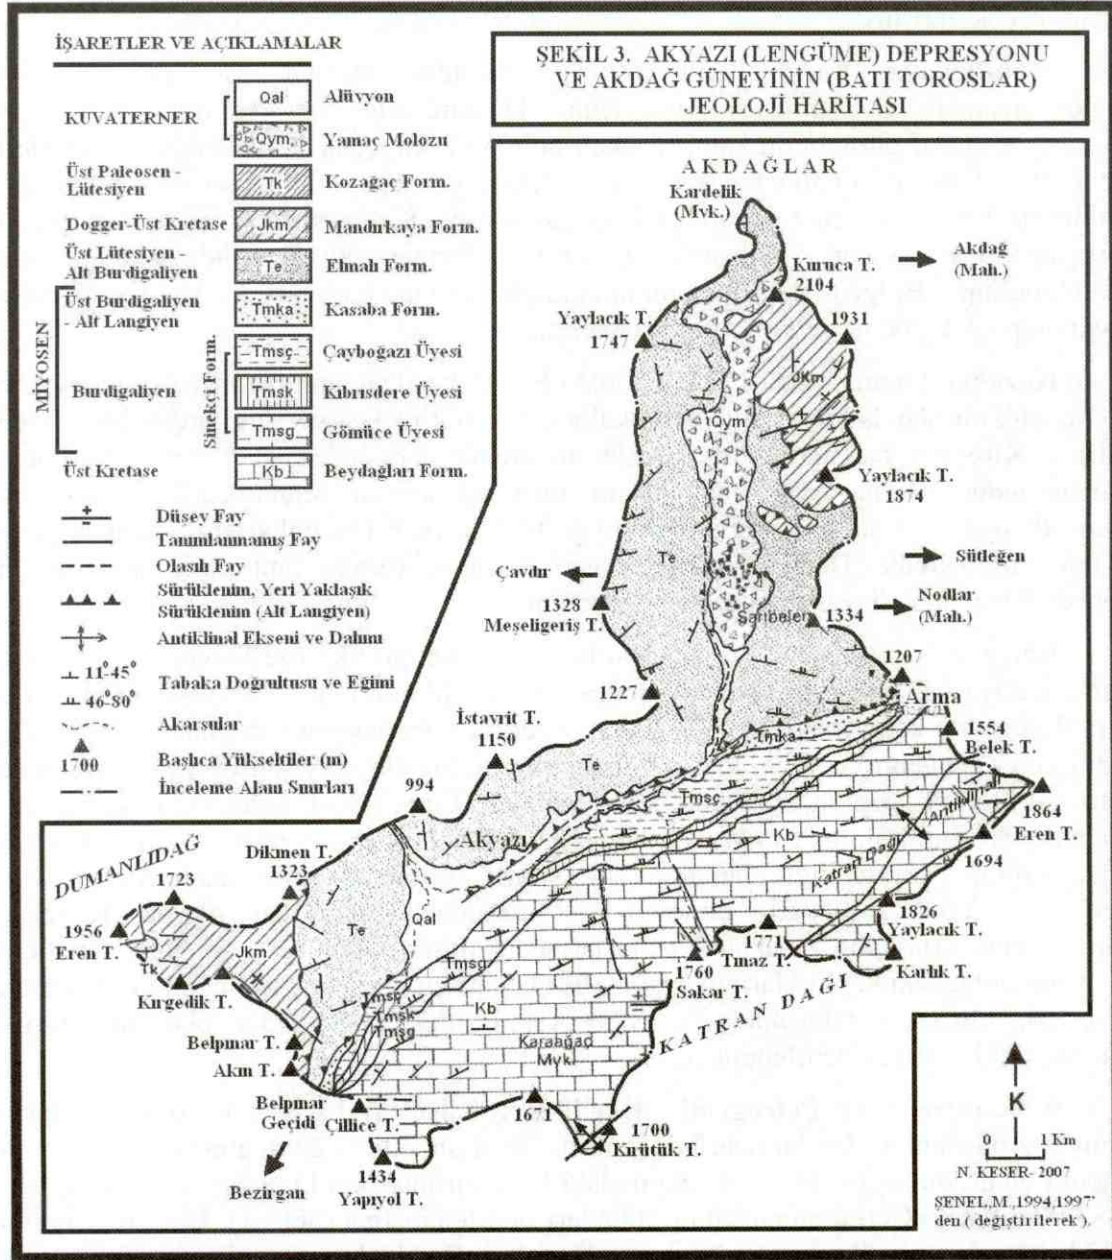 İŞARETLER VE AÇIKLAMALAR
KUVATERNER
Qal Alüvyon
Qym Yamaç Molozu
Üst Paleosen -
Lütesiyen
Tk Kozağaç Form.
Dogger-Üst Kretase Jkm Mandırkaya Form.
Üst Lütesiyen -
Alt Burdigaliyen
Te Elmalı Form.
MİYOSEN
Üst Burdigaliyen
- Alt Langiyen
Tmka Kasaba Form.
Burdigaliyen
Sinekçi Form.
Tmsç Çayboğazı Üyesi
Tmsk Kıbrısdere Üyesi
Tmsg Gömüce Üyesi
Üst Kretase Kb Beydağları Form.
+
-
Düşey Fay
Tanımlanmamış Fay
Olasılı Fay
Sürüklenim, Yeri Yaklaşık
Sürüklenim (Alt Langiyen)
Antiklinal Ekseni ve Dalımı
11°-45°
46-80°
Tabaka Doğrultusu ve Eğimi
Akarsular
1700 Başlıca Yükseltiler (m)
İnceleme Alanı Sınırları
ŞEKİL 3. AKYAZI (LENGÜME) DEPRESYONU
VE AKDAĞ GÜNEYİNİN (BATI TOROSLAR)
JEOLOJİ HARİTASI
AKDAĞLAR
Kardelik
(Mvk.)
Kuruca T.
2104
Akdağ
(Mah.)
Yaylacık T.
1747
1931
Jkm
Qym
Yaylacık T.
1874
Te
Çavdır
Sütleğen
1328
Meşeligeriş T.
Nodlar
(Mah.)
Sarıbeler
1334
1207
1227
Arma
İstavrit T.
1150
1554
Belek T.
Tmka
Te
Tmsç
994
1864
Eren T.
Antiklinali
Kb
Akyazı
1694
Katran Dağı
Dikmen T.
1323
DUMANLIDAĞ
1723
1826
Yaylacık T.
1956
Eren T.
Te
Qal
1771
Tınaz T.
Jkm
Tk
Karlık T.
1760
Sakar T.
Kırgedik T.
Tmsg
Tmsç
Tmsk
Tmsg
Kb
KATRAN DAĞI
Belpınar T.
Karaağad
Mvk.
Akın T.
Belpınar
Geçidi
Çillice T.
1671
1700
Kütük T.
1434
Yapıyol T.
Bezirgan
K
0 1 Km
N. KESER- 2007
ŞENEL,M,1994,1997'
den ( değiştirilerek ).